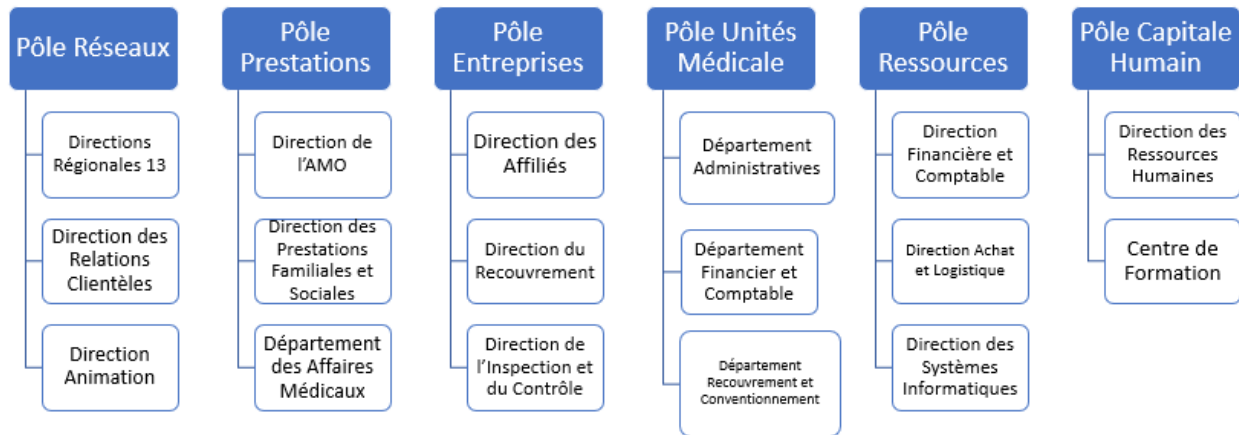 Pôle Réseaux
Directions
Régionales 13
Direction des
Relations
Clientèles
Direction
Animation
Pôle
Prestations
Direction de
l'AMO
Direction des
Prestations
Familiales et
Sociales
Département
des Affaires
Médicaux
Pôle
Entreprises
Direction des
Affiliés
Direction du
Recouvrement
Direction de
l'Inspection et
du Contrôle
Pôle Unités
Médicale
Département
Administratives
Département
Financier et
Comptable
Département
Recouvrement et
Conventionnement
Pôle
Ressources
Direction
Financière et
Comptable
Direction Achat
et Logistique
Direction des
Systèmes
Informatiques
Pôle Capitale
Humain
Direction des
Ressources
Humaines
Centre de
Formation